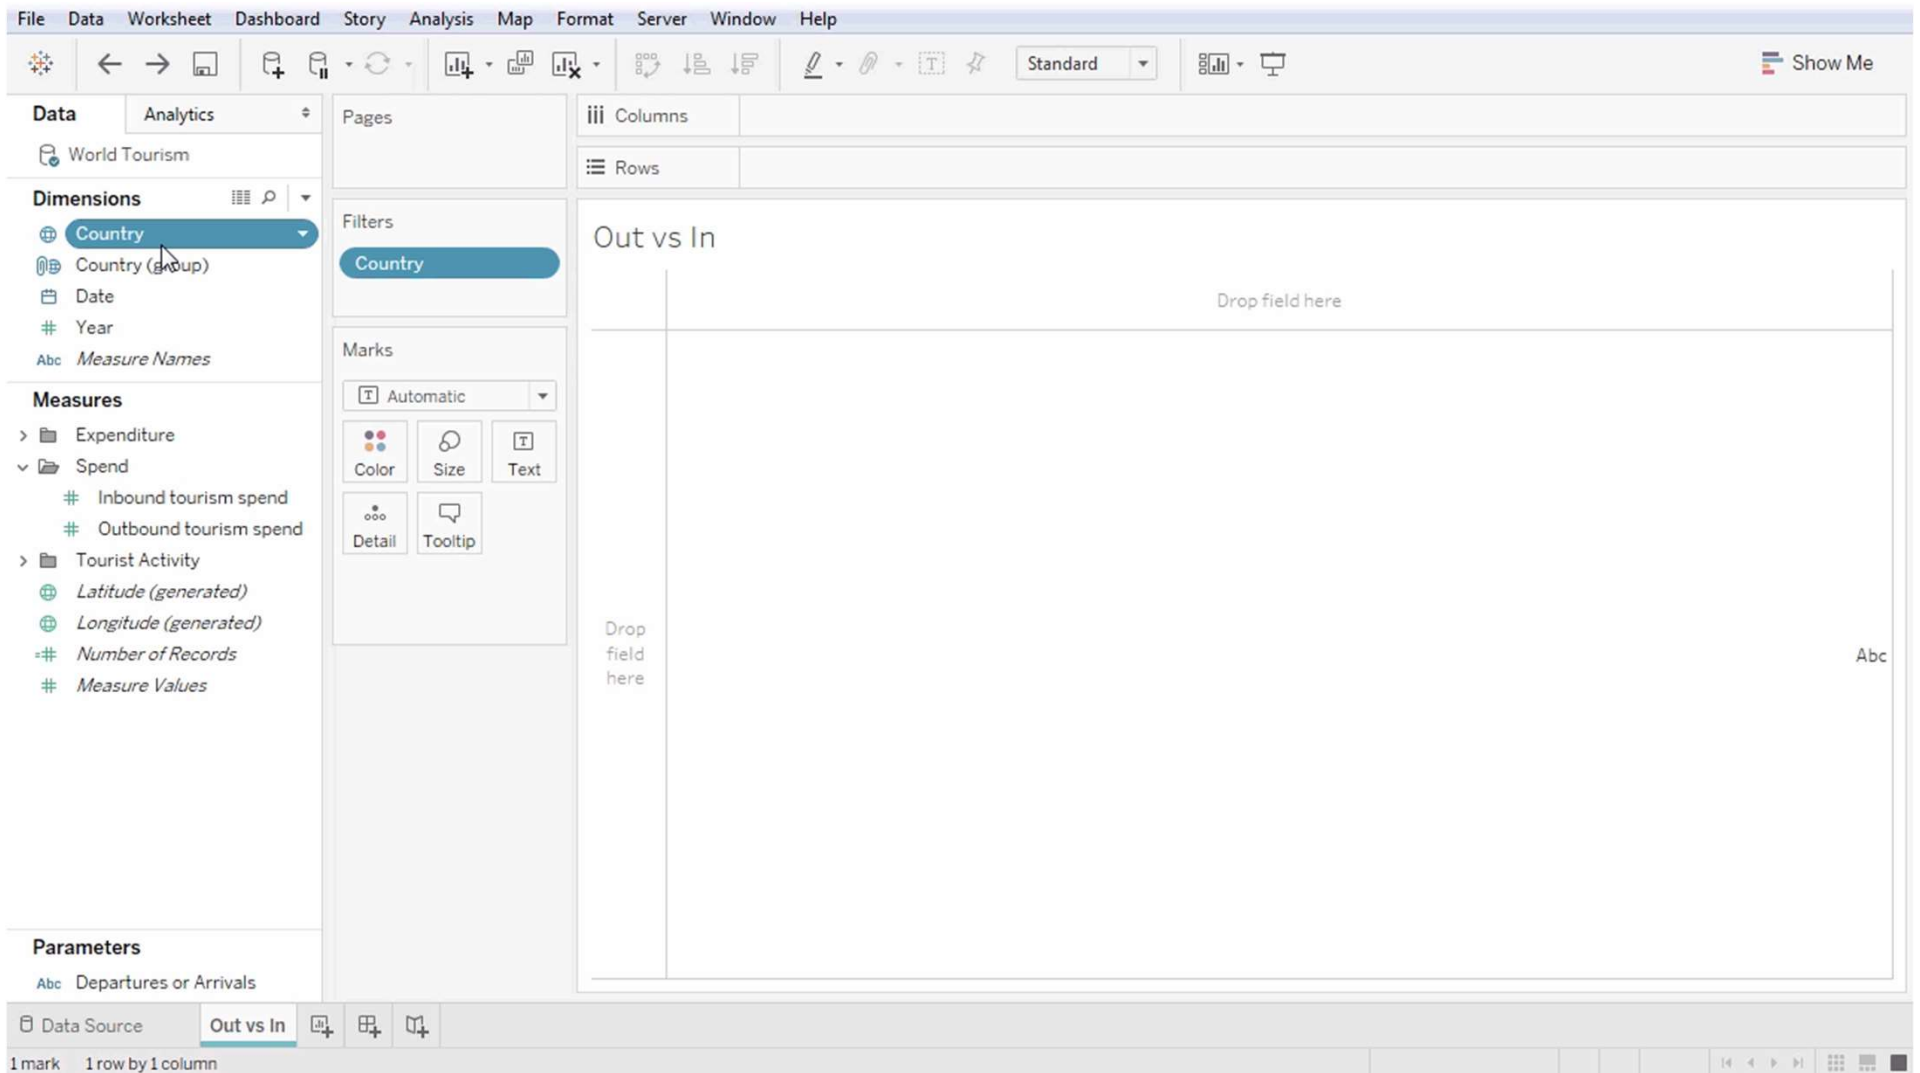 File Data Worksheet Dashboard Story Analysis Map Format Server Window Help
Standard
Show Me
Data Analytics
World Tourism
Dimensions
Country
Country (group)
Date
Year
Abc Measure Names
Measures
Expenditure
Spend
Inbound tourism spend
Outbound tourism spend
Tourist Activity
Latitude (generated)
Longitude (generated)
Number of Records
Measure Values
Parameters
Abc Departures or Arrivals
Pages
Filters
Country
Marks
Automatic
Color Size Text
Detail Tooltip
Columns
Rows
Out vs In
Drop field here
Drop
field
here
Abc
Data Source Out vs In
1 mark 1 row by 1 column